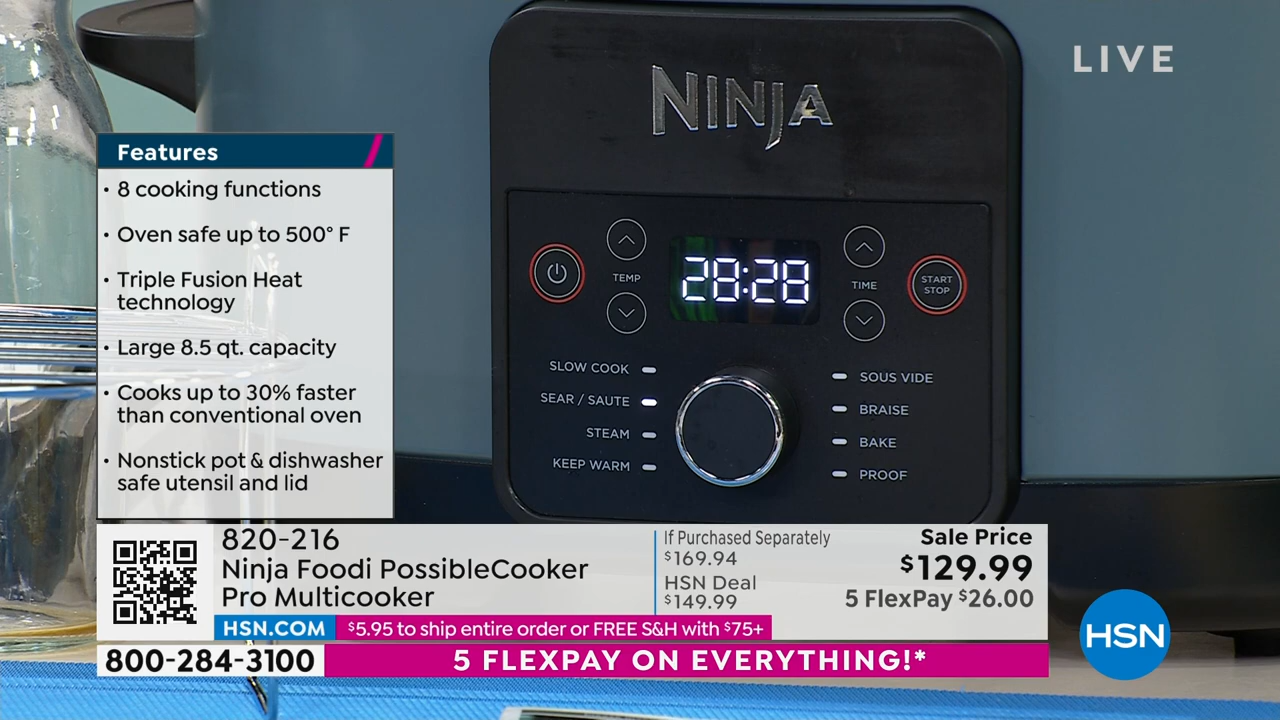 LIVE
NINJA
Features
• 8 cooking functions
• Oven safe up to 500° F
• Triple Fusion Heat
technology
• Large 8.5 qt. capacity
• Cooks up to 30% faster
than conventional oven
• Nonstick pot & dishwasher
safe utensil and lid
TEMP
28:28
TIME
START
STOP
SLOW COOK
SEAR / SAUTE
STEAM
KEEP WARM
SOUS VIDE
BRAISE
BAKE
PROOF
820-216
Ninja Foodi PossibleCooker
Pro Multicooker
If Purchased Separately
$169.94
HSN Deal
$149.99
Sale Price
$129.99
5 FlexPay $26.00
HSN.COM
$5.95 to ship entire order or FREE S&H with $75+
800-284-3100
5 FLEXPAY ON EVERYTHING!*
HSN